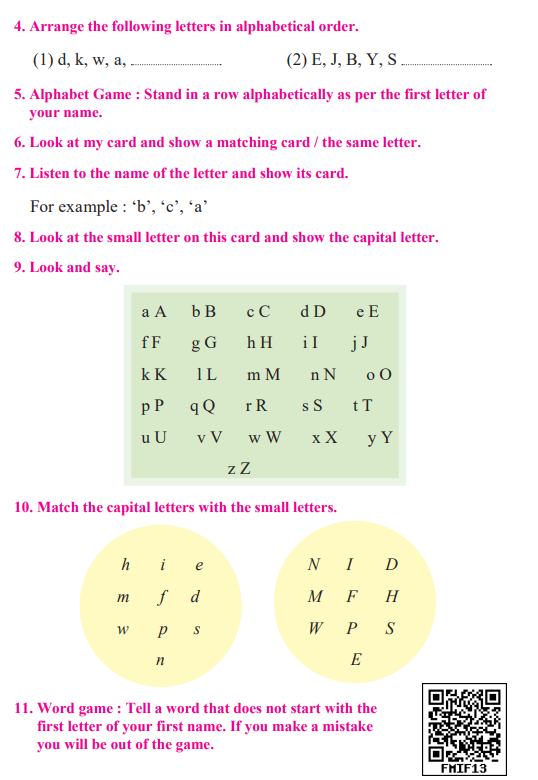 4. Arrange the following letters in alphabetical order.
(1) d, k, w, a, .............................. (2) E, J, B, Y, S ..............................
5. Alphabet Game : Stand in a row alphabetically as per the first letter of
your name.
6. Look at my card and show a matching card / the same letter.
7. Listen to the name of the letter and show its card.
For example : ‘b’, ‘c’, ‘a’
8. Look at the small letter on this card and show the capital letter.
9. Look and say.
a A b B c C d D e E
f F g G h H i I j J
k K l L m M n N o O
p P q Q r R s S t T
u U v V w W x X y Y
z Z
10. Match the capital letters with the small letters.
h i e N I D
m f d M F H
w p s W P S
n E
11. Word game : Tell a word that does not start with the
first letter of your first name. If you make a mistake
you will be out of the game.
FMIF13